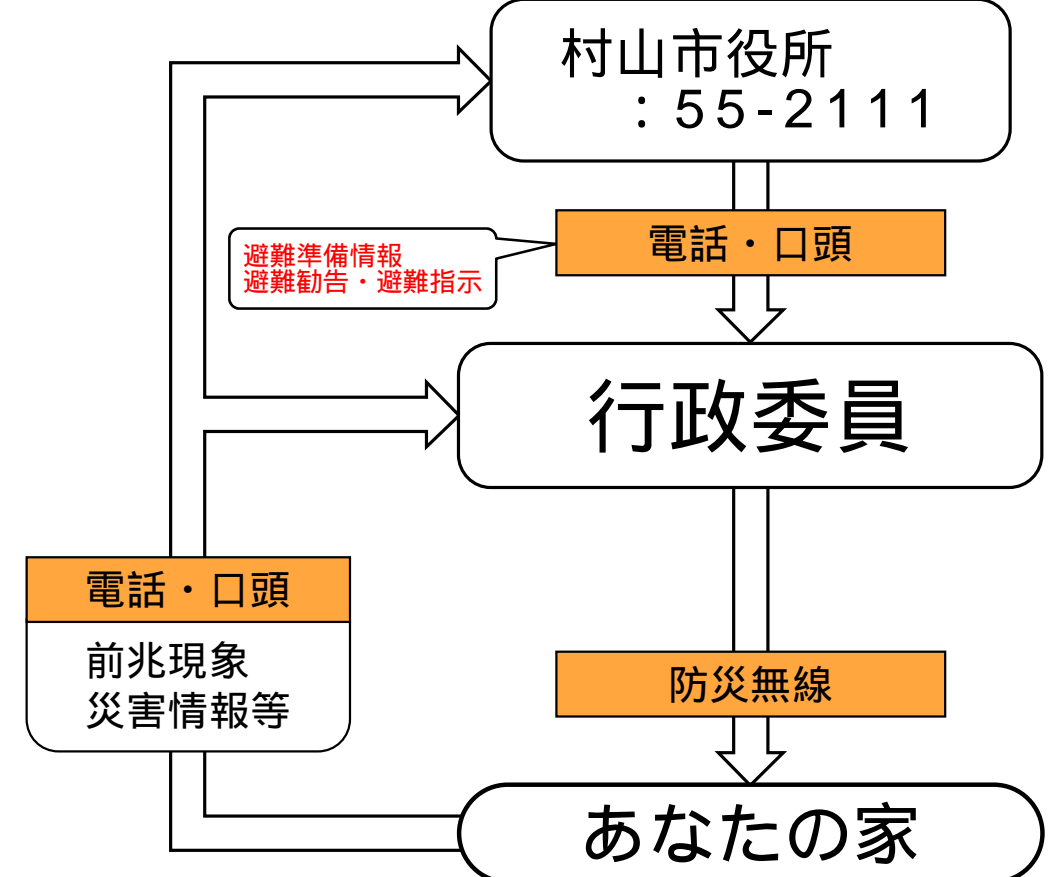 村山市役所
：55-2111
電話・口頭
避難準備情報
避難勧告・避難指示
行政委員
電話・口頭
前兆現象
災害情報等
防災無線
あなたの家